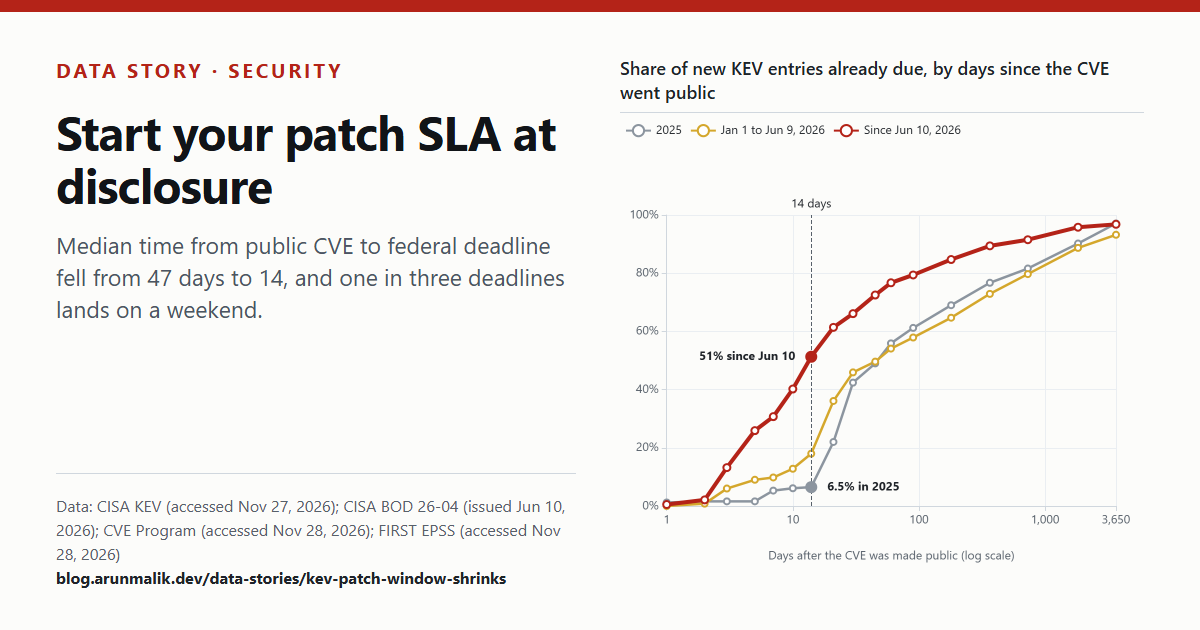 DATA STORY · SECURITY
Start your patch SLA at
disclosure
Median time from public CVE to federal deadline
fell from 47 days to 14, and one in three deadlines
lands on a weekend.
Data: CISA KEV (accessed Nov 27, 2026); CISA BOD 26-04 (issued Jun 10,
2026); CVE Program (accessed Nov 28, 2026); FIRST EPSS (accessed Nov
28, 2026)
blog.arunmalik.dev/data-stories/kev-patch-window-shrinks
Share of new KEV entries already due, by days since the CVE
went public
2025 Jan 1 to Jun 9, 2026 Since Jun 10, 2026
14 days
100%
80%
60%
51% since Jun 10
40%
20%
6.5% in 2025
0%
1 10 100 1,000 3,650
Days after the CVE was made public (log scale)